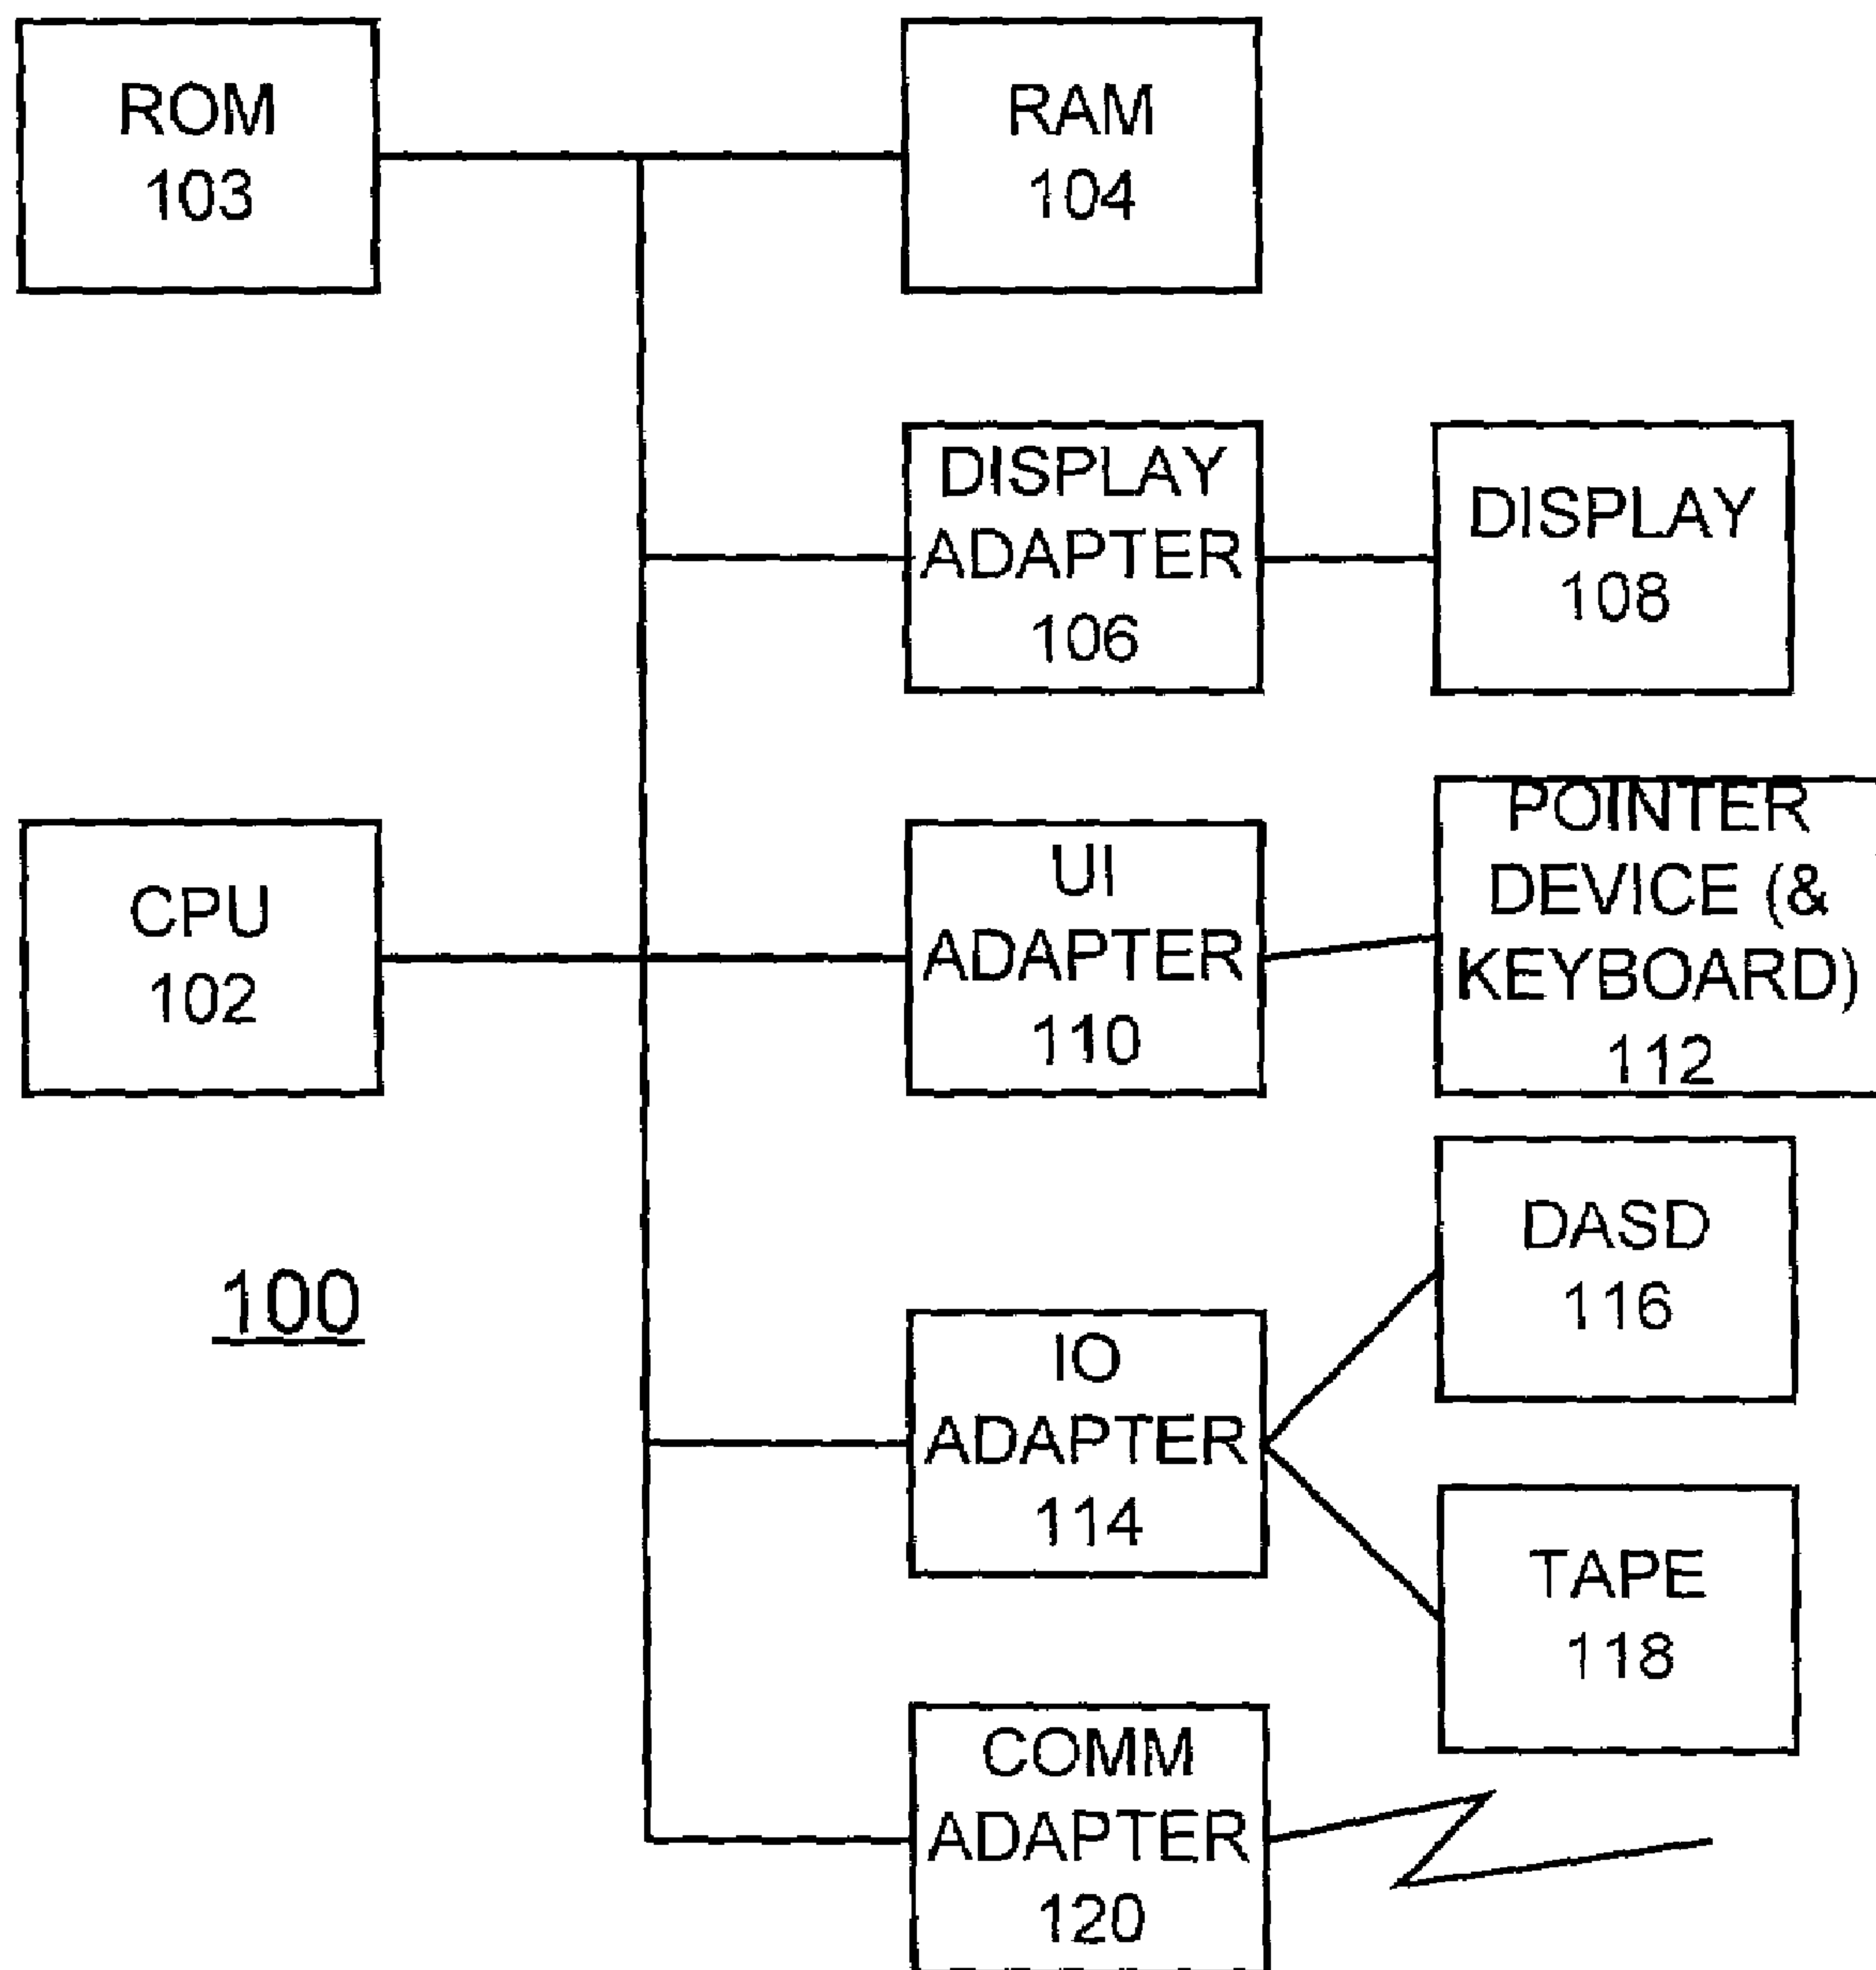 ROM
103
RAM
104
DISPLAY
ADAPTER
106
DISPLAY
108
CPU
102
UI
ADAPTER
110
POINTER
DEVICE (&
KEYBOARD)
112
100
IO
ADAPTER
114
DASD
116
TAPE
118
COMM
ADAPTER
120